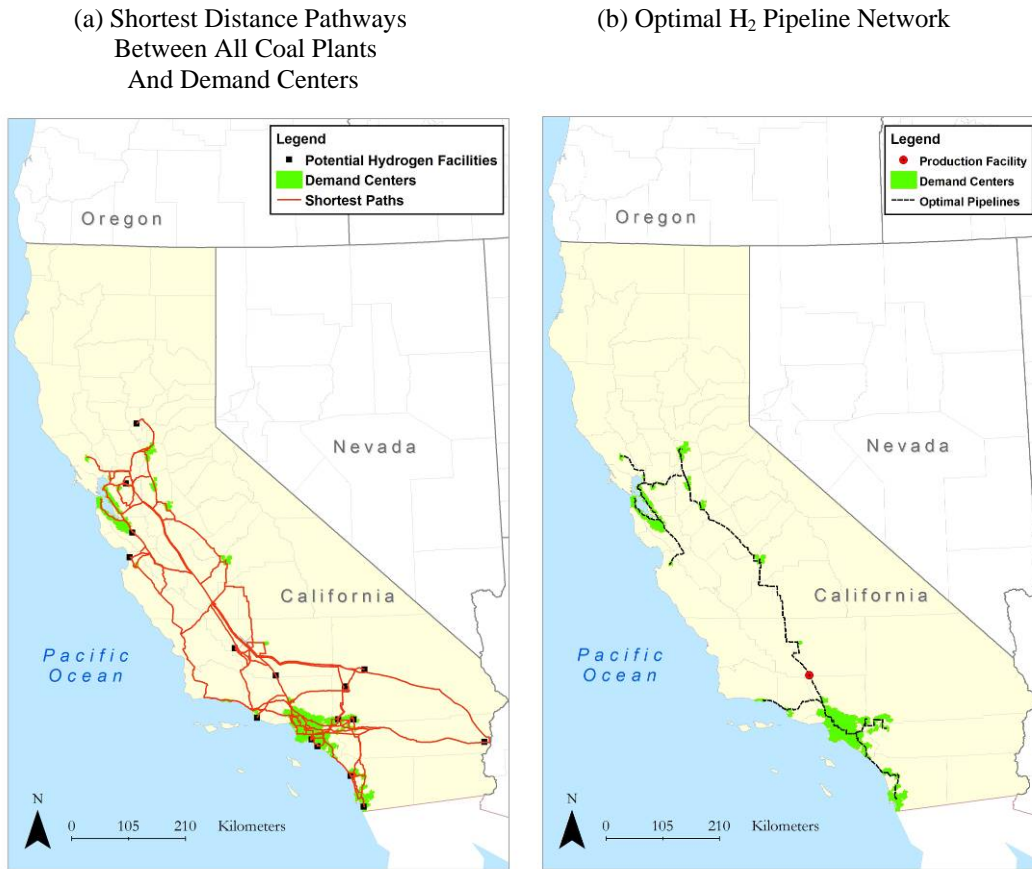 (a) Shortest Distance Pathways
Between All Coal Plants
And Demand Centers
Legend
Potential Hydrogen Facilities
Demand Centers
Shortest Paths
Oregon
Nevada
California
Pacific
Ocean
N
0 105 210 Kilometers
(b) Optimal H₂ Pipeline Network
Legend
Production Facility
Demand Centers
Optimal Pipelines
Oregon
Nevada
California
Pacific
Ocean
N
0 105 210 Kilometers